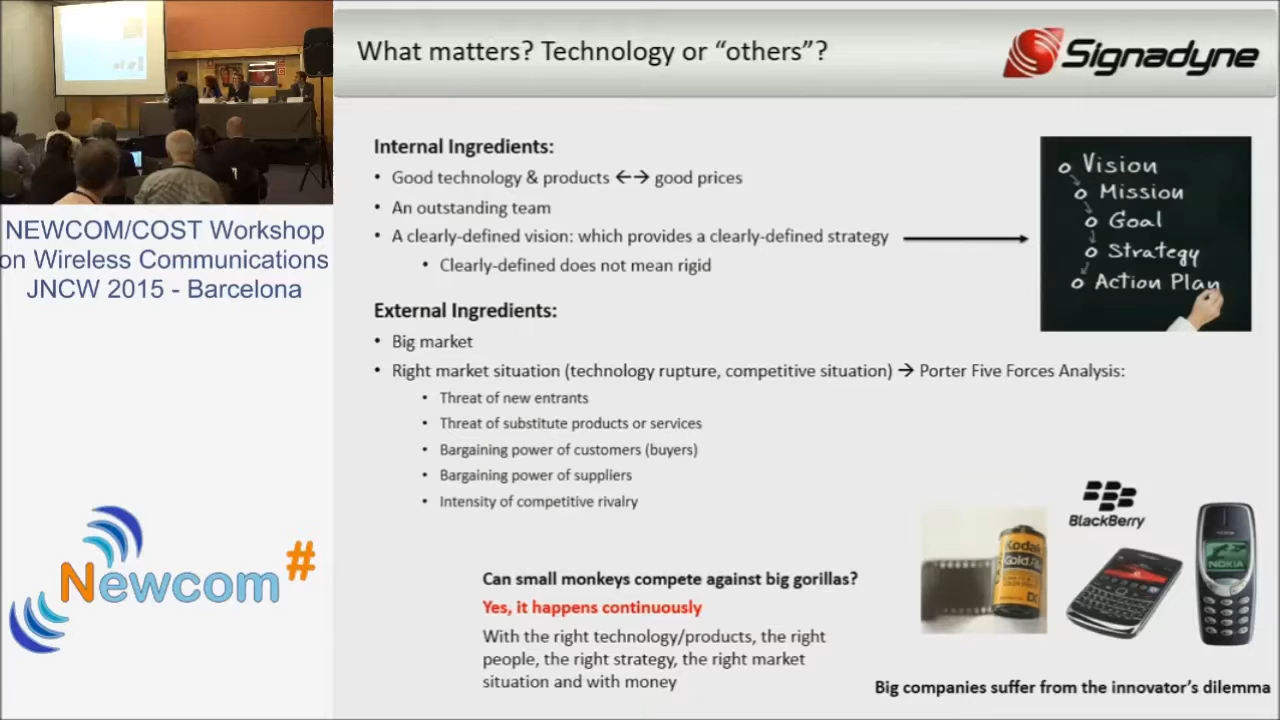 What matters? Technology or “others”?
Signadyne
Internal Ingredients:
• Good technology & products ←→ good prices
• An outstanding team
• A clearly-defined vision: which provides a clearly-defined strategy
• Clearly-defined does not mean rigid
Vision
Mission
Goal
Strategy
Action Plan
External Ingredients:
• Big market
• Right market situation (technology rupture, competitive situation) → Porter Five Forces Analysis:
• Threat of new entrants
• Threat of substitute products or services
• Bargaining power of customers (buyers)
• Bargaining power of suppliers
• Intensity of competitive rivalry
Can small monkeys compete against big gorillas?
Yes, it happens continuously
With the right technology/products, the right
people, the right strategy, the right market
situation and with money
Kodak
Gold
BlackBerry
NOKIA
Big companies suffer from the innovator’s dilemma
NEWCOM/COST Workshop
on Wireless Communications
JNCW 2015 - Barcelona
Newcom#